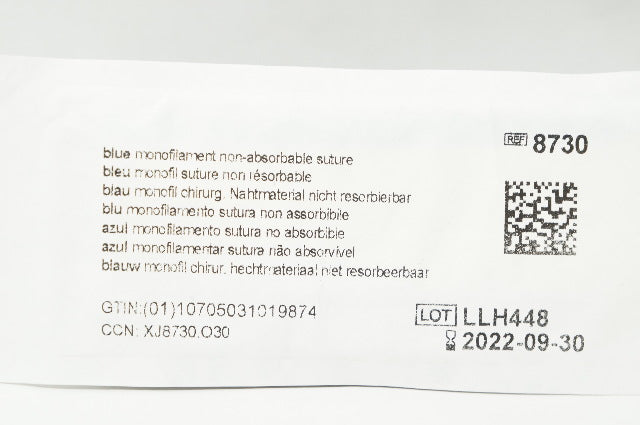 REF 8730
blue monofilament non-absorbable suture
bleu monofil suture non résorbable
blau monofil chirurg. Nahtmaterial nicht resorbierbar
blu monofilamento sutura non assorbibile
azul monofilamento sutura no absorbible
azul monofilamentar sutura não absorvível
blauw monofil chirur. hechtmateriaal niet resorbeerbaar
GTIN:(01)10705031019874
CCN: XJ8730.O30
LOT LLH448
2022-09-30